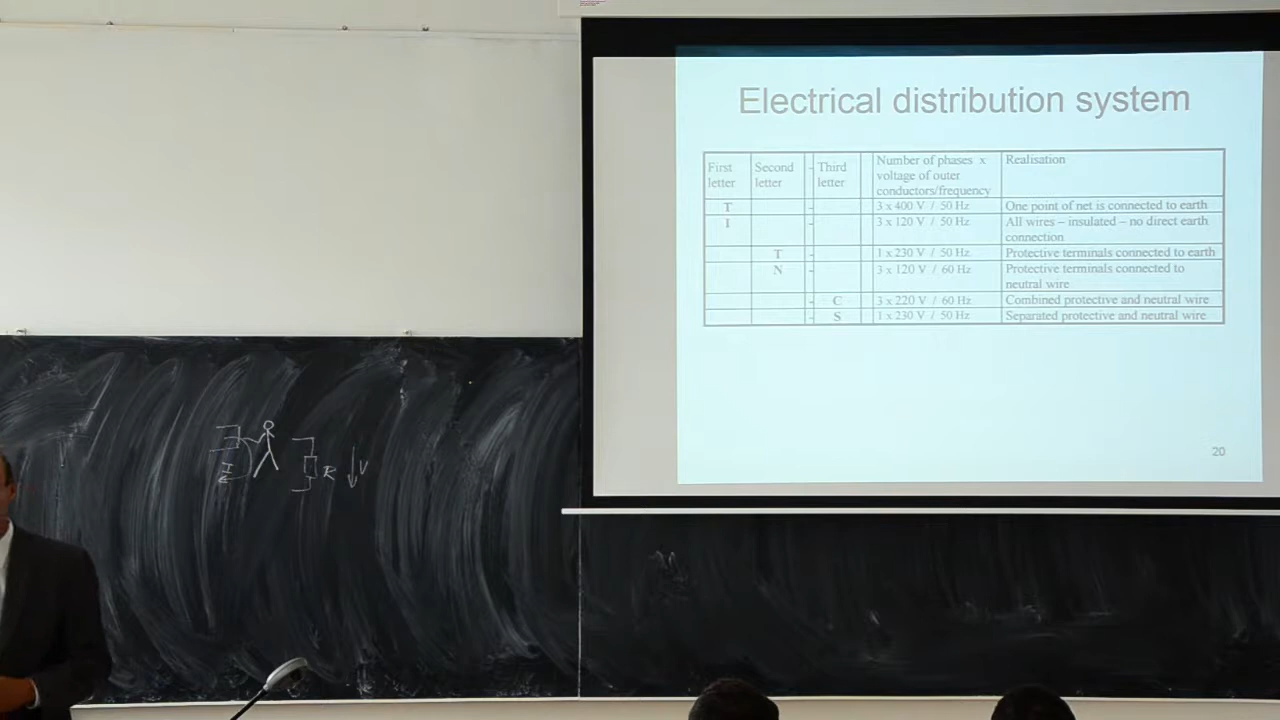 Electrical distribution system
First letter Second letter - Third letter Number of phases x voltage of outer conductors/frequency Realisation
T - 3 x 400 V / 50 Hz One point of net is connected to earth
I - 3 x 120 V / 50 Hz All wires – insulated – no direct earth connection
T - 1 x 230 V / 50 Hz Protective terminals connected to earth
N - 3 x 120 V / 60 Hz Protective terminals connected to neutral wire
- C 3 x 220 V / 60 Hz Combined protective and neutral wire
- S 1 x 230 V / 50 Hz Separated protective and neutral wire
20
I R V